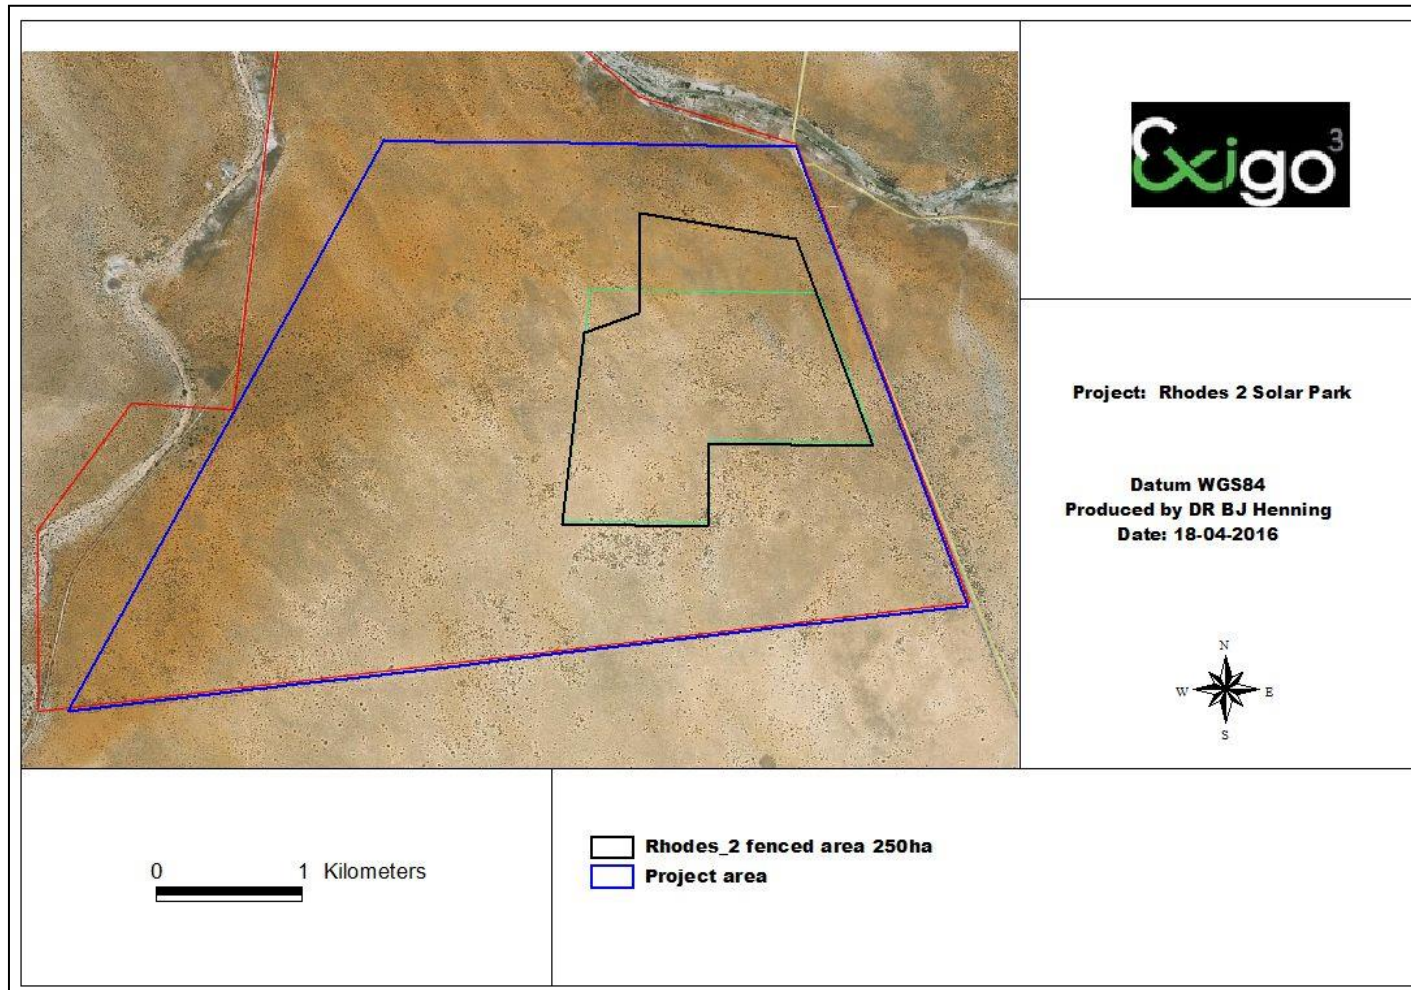 Exigo3
Project: Rhodes 2 Solar Park
Datum WGS84
Produced by DR BJ Henning
Date: 18-04-2016
N
W E
S
0 1 Kilometers
Rhodes_2 fenced area 250ha
Project area